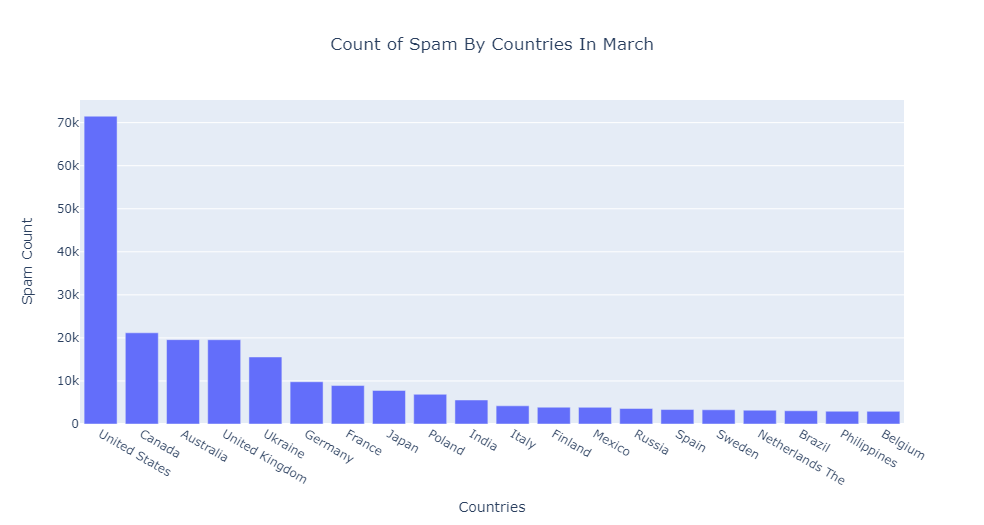 Count of Spam By Countries In March
Spam Count
70k
60k
50k
40k
30k
20k
10k
0
United States
Canada
Australia
United Kingdom
Ukraine
Germany
France
Japan
Poland
India
Italy
Finland
Mexico
Russia
Spain
Sweden
Netherlands The
Brazil
Philippines
Belgium
Countries